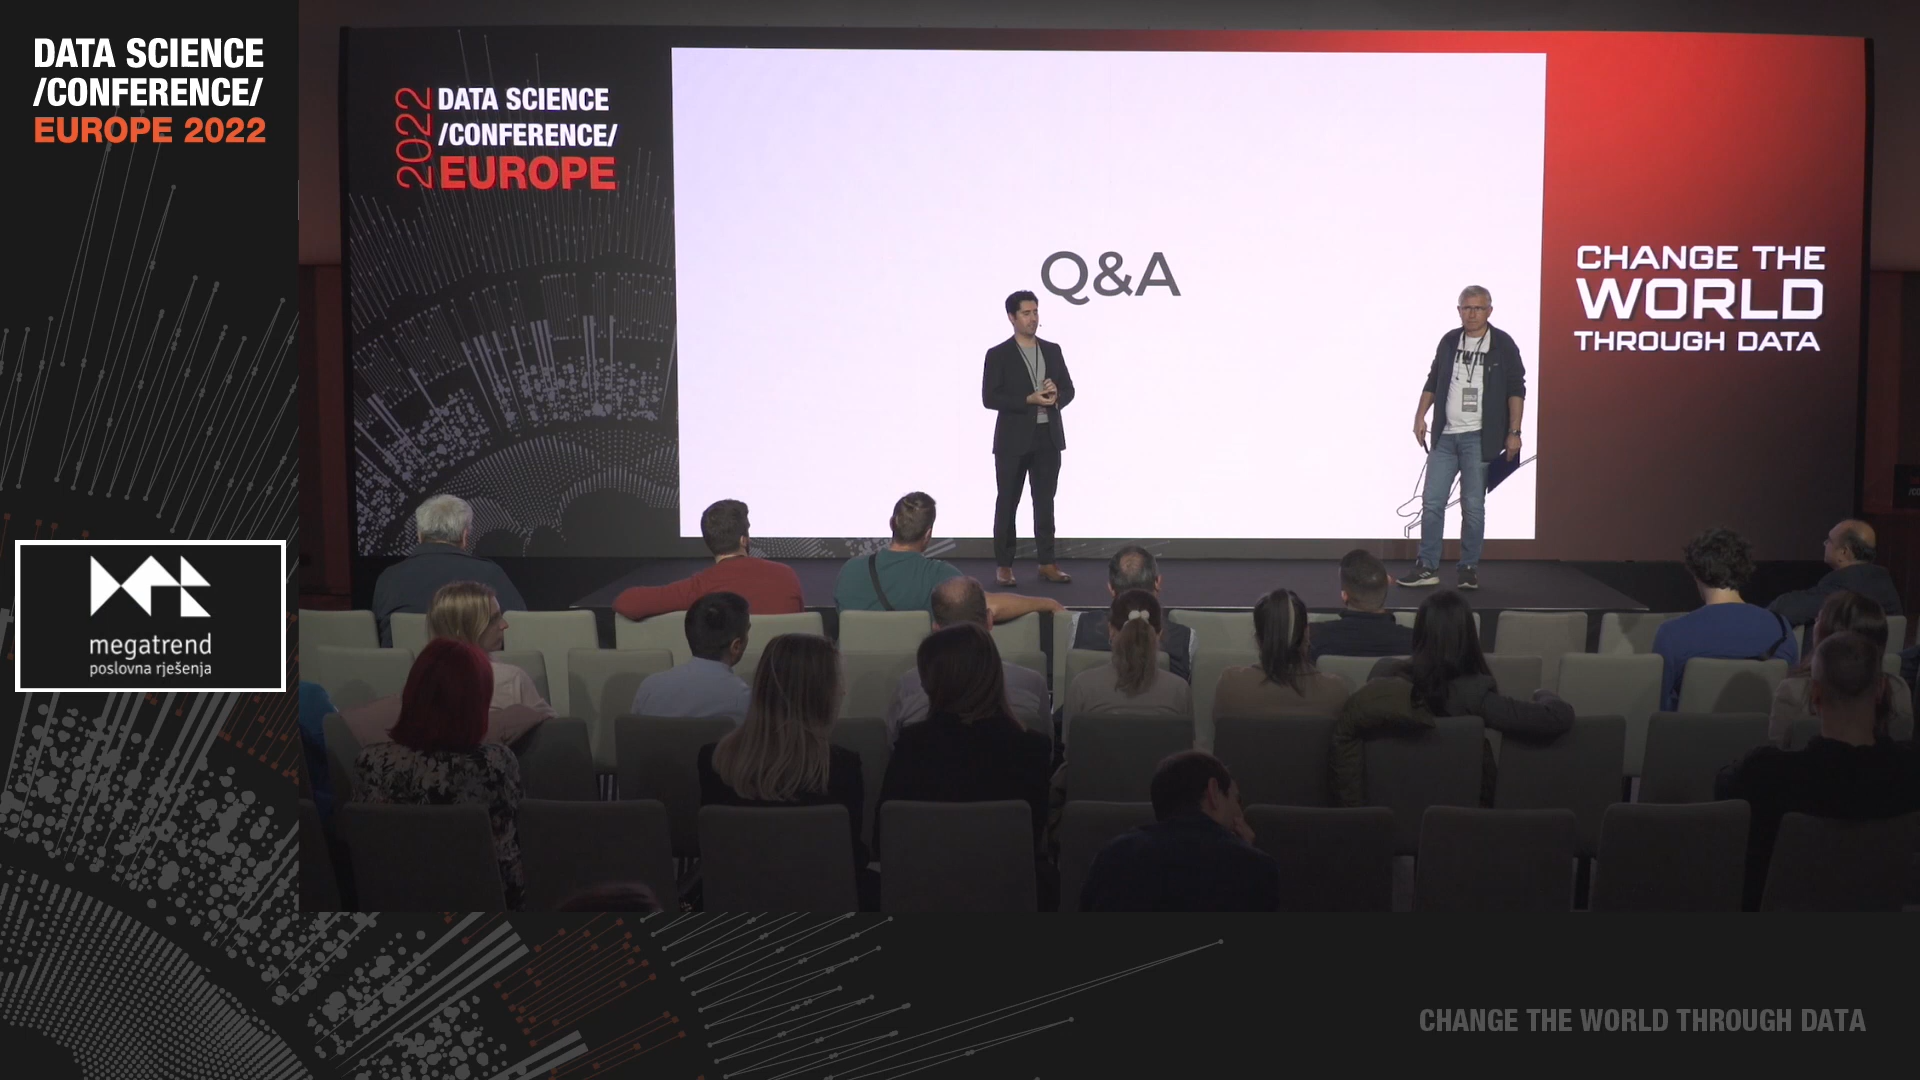 DATA SCIENCE
/CONFERENCE/
EUROPE 2022
megatrend
poslovna rješenja
2022
DATA SCIENCE
/CONFERENCE/
EUROPE
Q&A
CHANGE THE
WORLD
THROUGH DATA
CHANGE THE WORLD THROUGH DATA